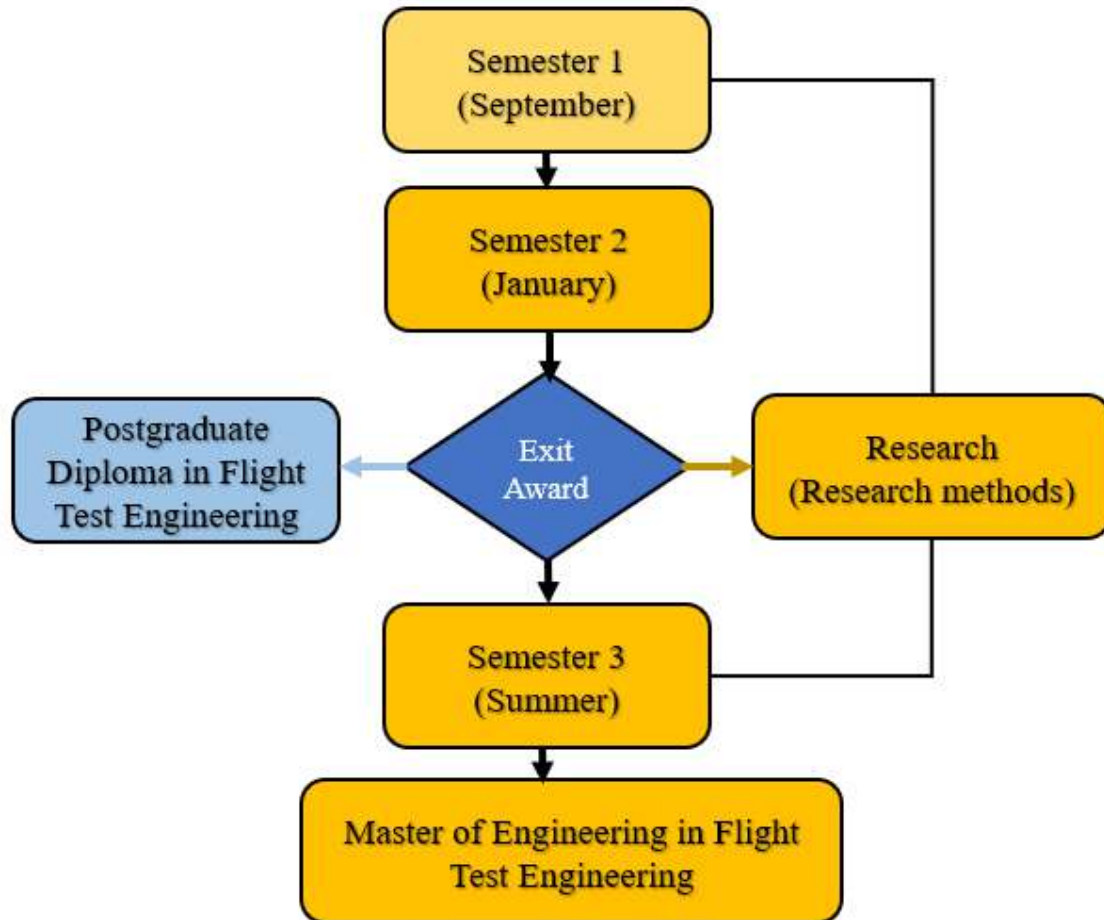 Semester 1
(September)
Semester 2
(January)
Postgraduate
Diploma in Flight
Test Engineering
Exit
Award
Research
(Research methods)
Semester 3
(Summer)
Master of Engineering in Flight
Test Engineering